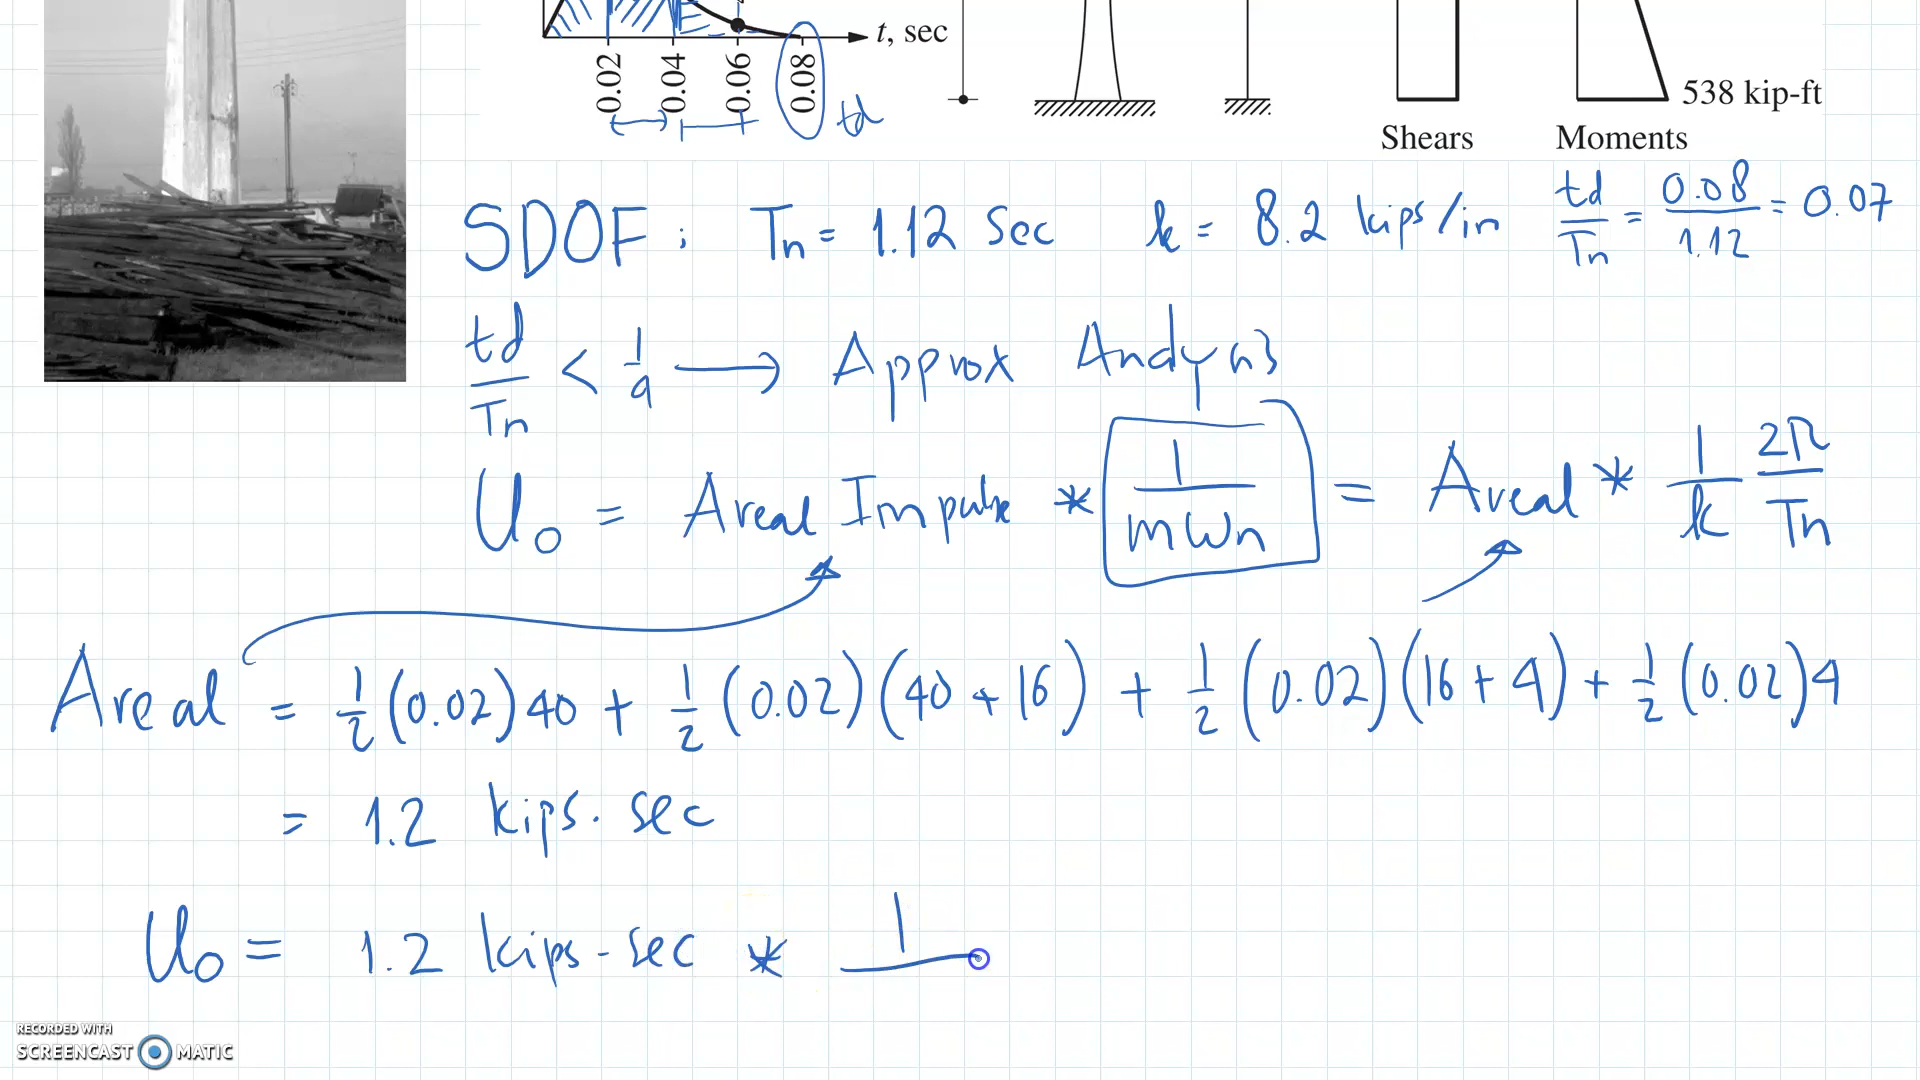 t, sec
0.02 0.04 0.06 0.08 td
538 kip-ft
Shears Moments
SDOF: Tn = 1.12 Sec k = 8.2 kips/in td/Tn = 0.08/1.12 = 0.07
td/Tn < 1/4 → Approx Analysis
Uo = Areal Impulse * 1/mWn = Areal * 1/k 2π/Tn
Areal = 1/2 (0.02) 40 + 1/2 (0.02) (40 + 16) + 1/2 (0.02) (16 + 4) + 1/2 (0.02) 4
= 1.2 kips. sec
Uo = 1.2 kips-sec * 1
RECORDED WITH
SCREENCAST MATIC